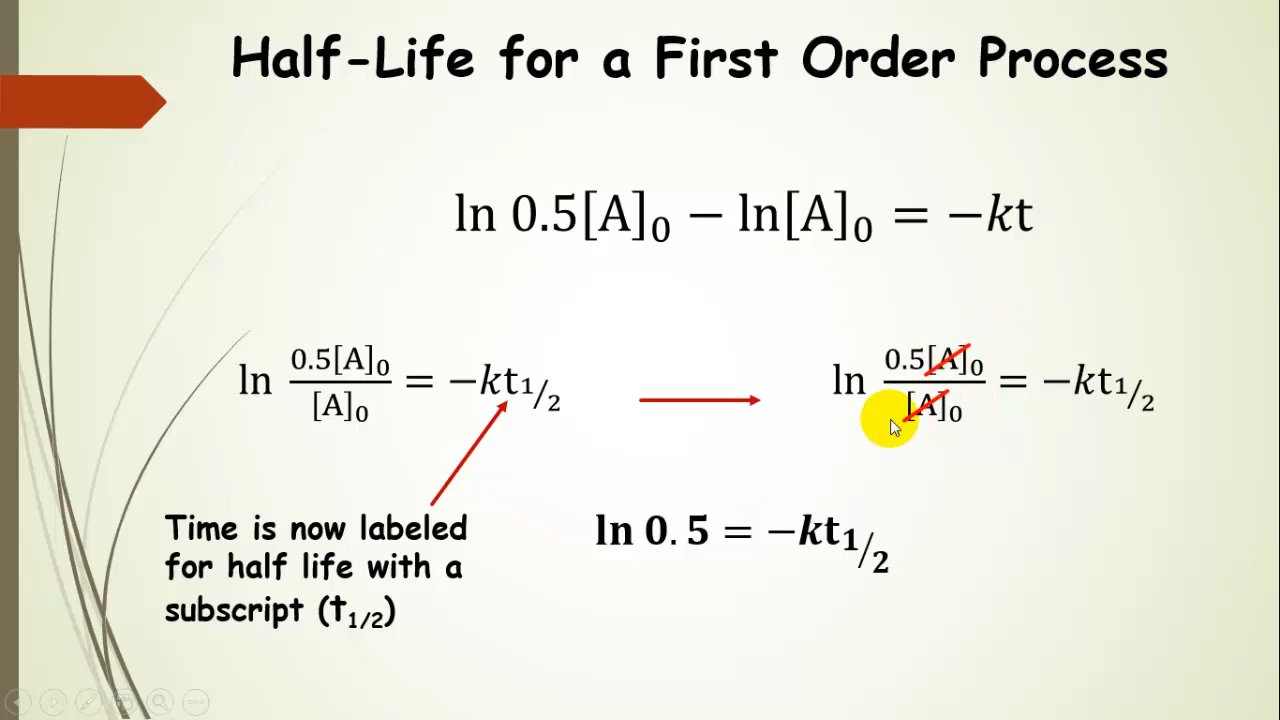 Half-Life for a First Order Process
ln 0.5[A]₀ − ln[A]₀ = −kt
ln 0.5[A]₀/[A]₀ = −kt₁/₂
ln 0.5[A]₀/[A]₀ = −kt₁/₂
Time is now labeled
for half life with a
subscript (t₁/₂)
ln 0.5 = −kt₁/₂